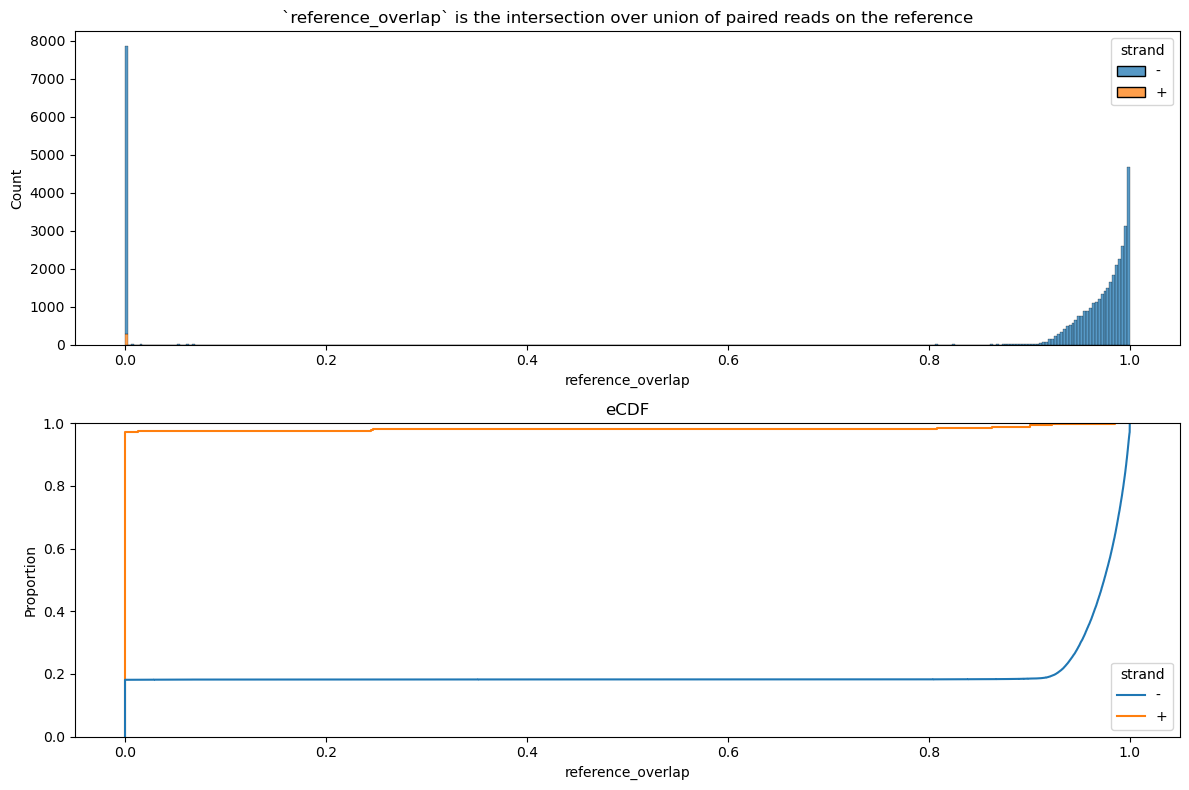 `reference_overlap` is the intersection over union of paired reads on the reference
8000
7000
6000
5000
4000
3000
2000
1000
0
Count
strand
-
+
0.0 0.2 0.4 0.6 0.8 1.0
reference_overlap
eCDF
1.0
0.8
0.6
0.4
0.2
0.0
Proportion
strand
-
+
0.0 0.2 0.4 0.6 0.8 1.0
reference_overlap